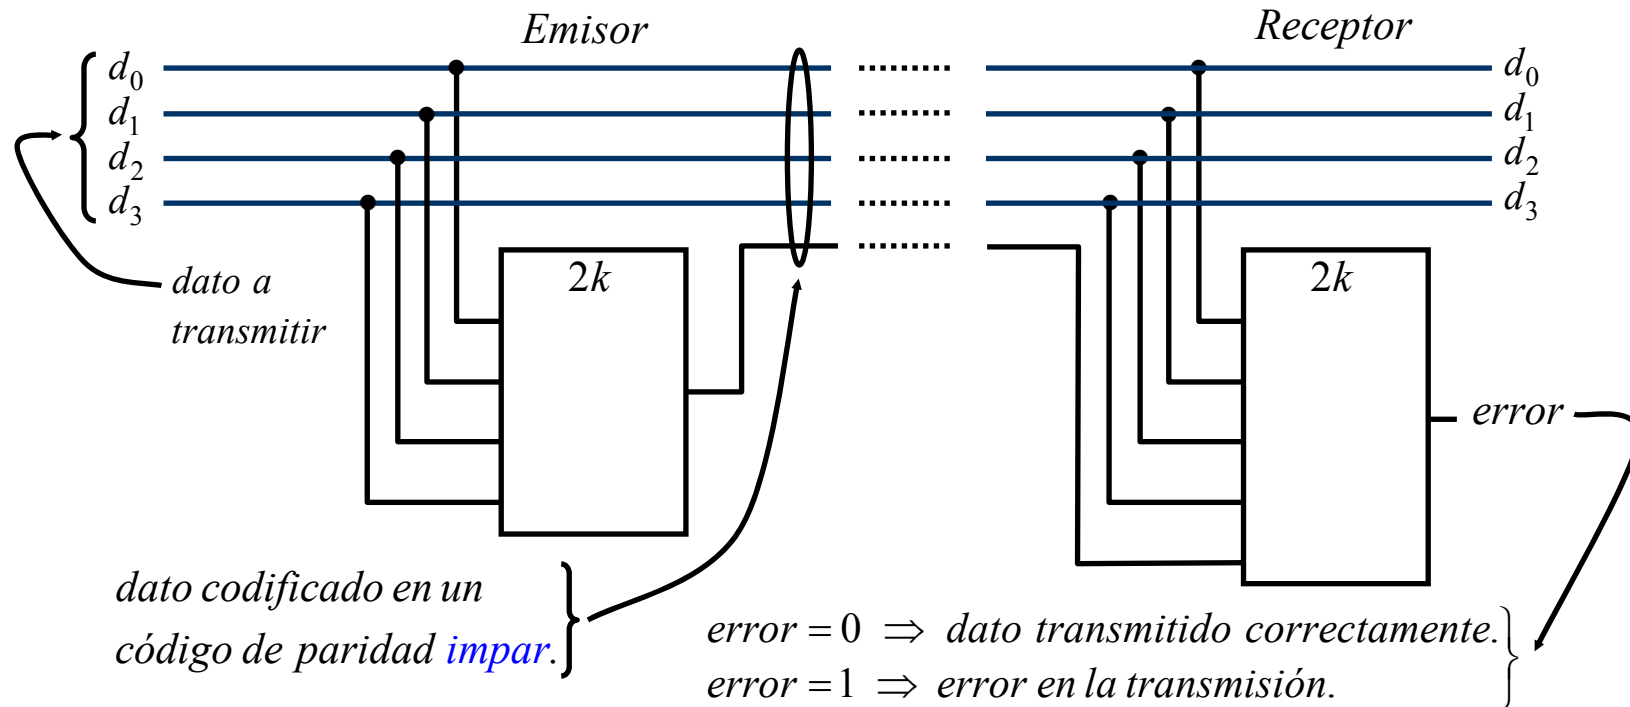 Emisor
Receptor
d₀
d₁
d₂
d₃
d₀
d₁
d₂
d₃
dato a
transmitir
2k
2k
error
dato codificado en un
código de paridad impar.
error = 0 ⇒ dato transmitido correctamente.
error = 1 ⇒ error en la transmisión.